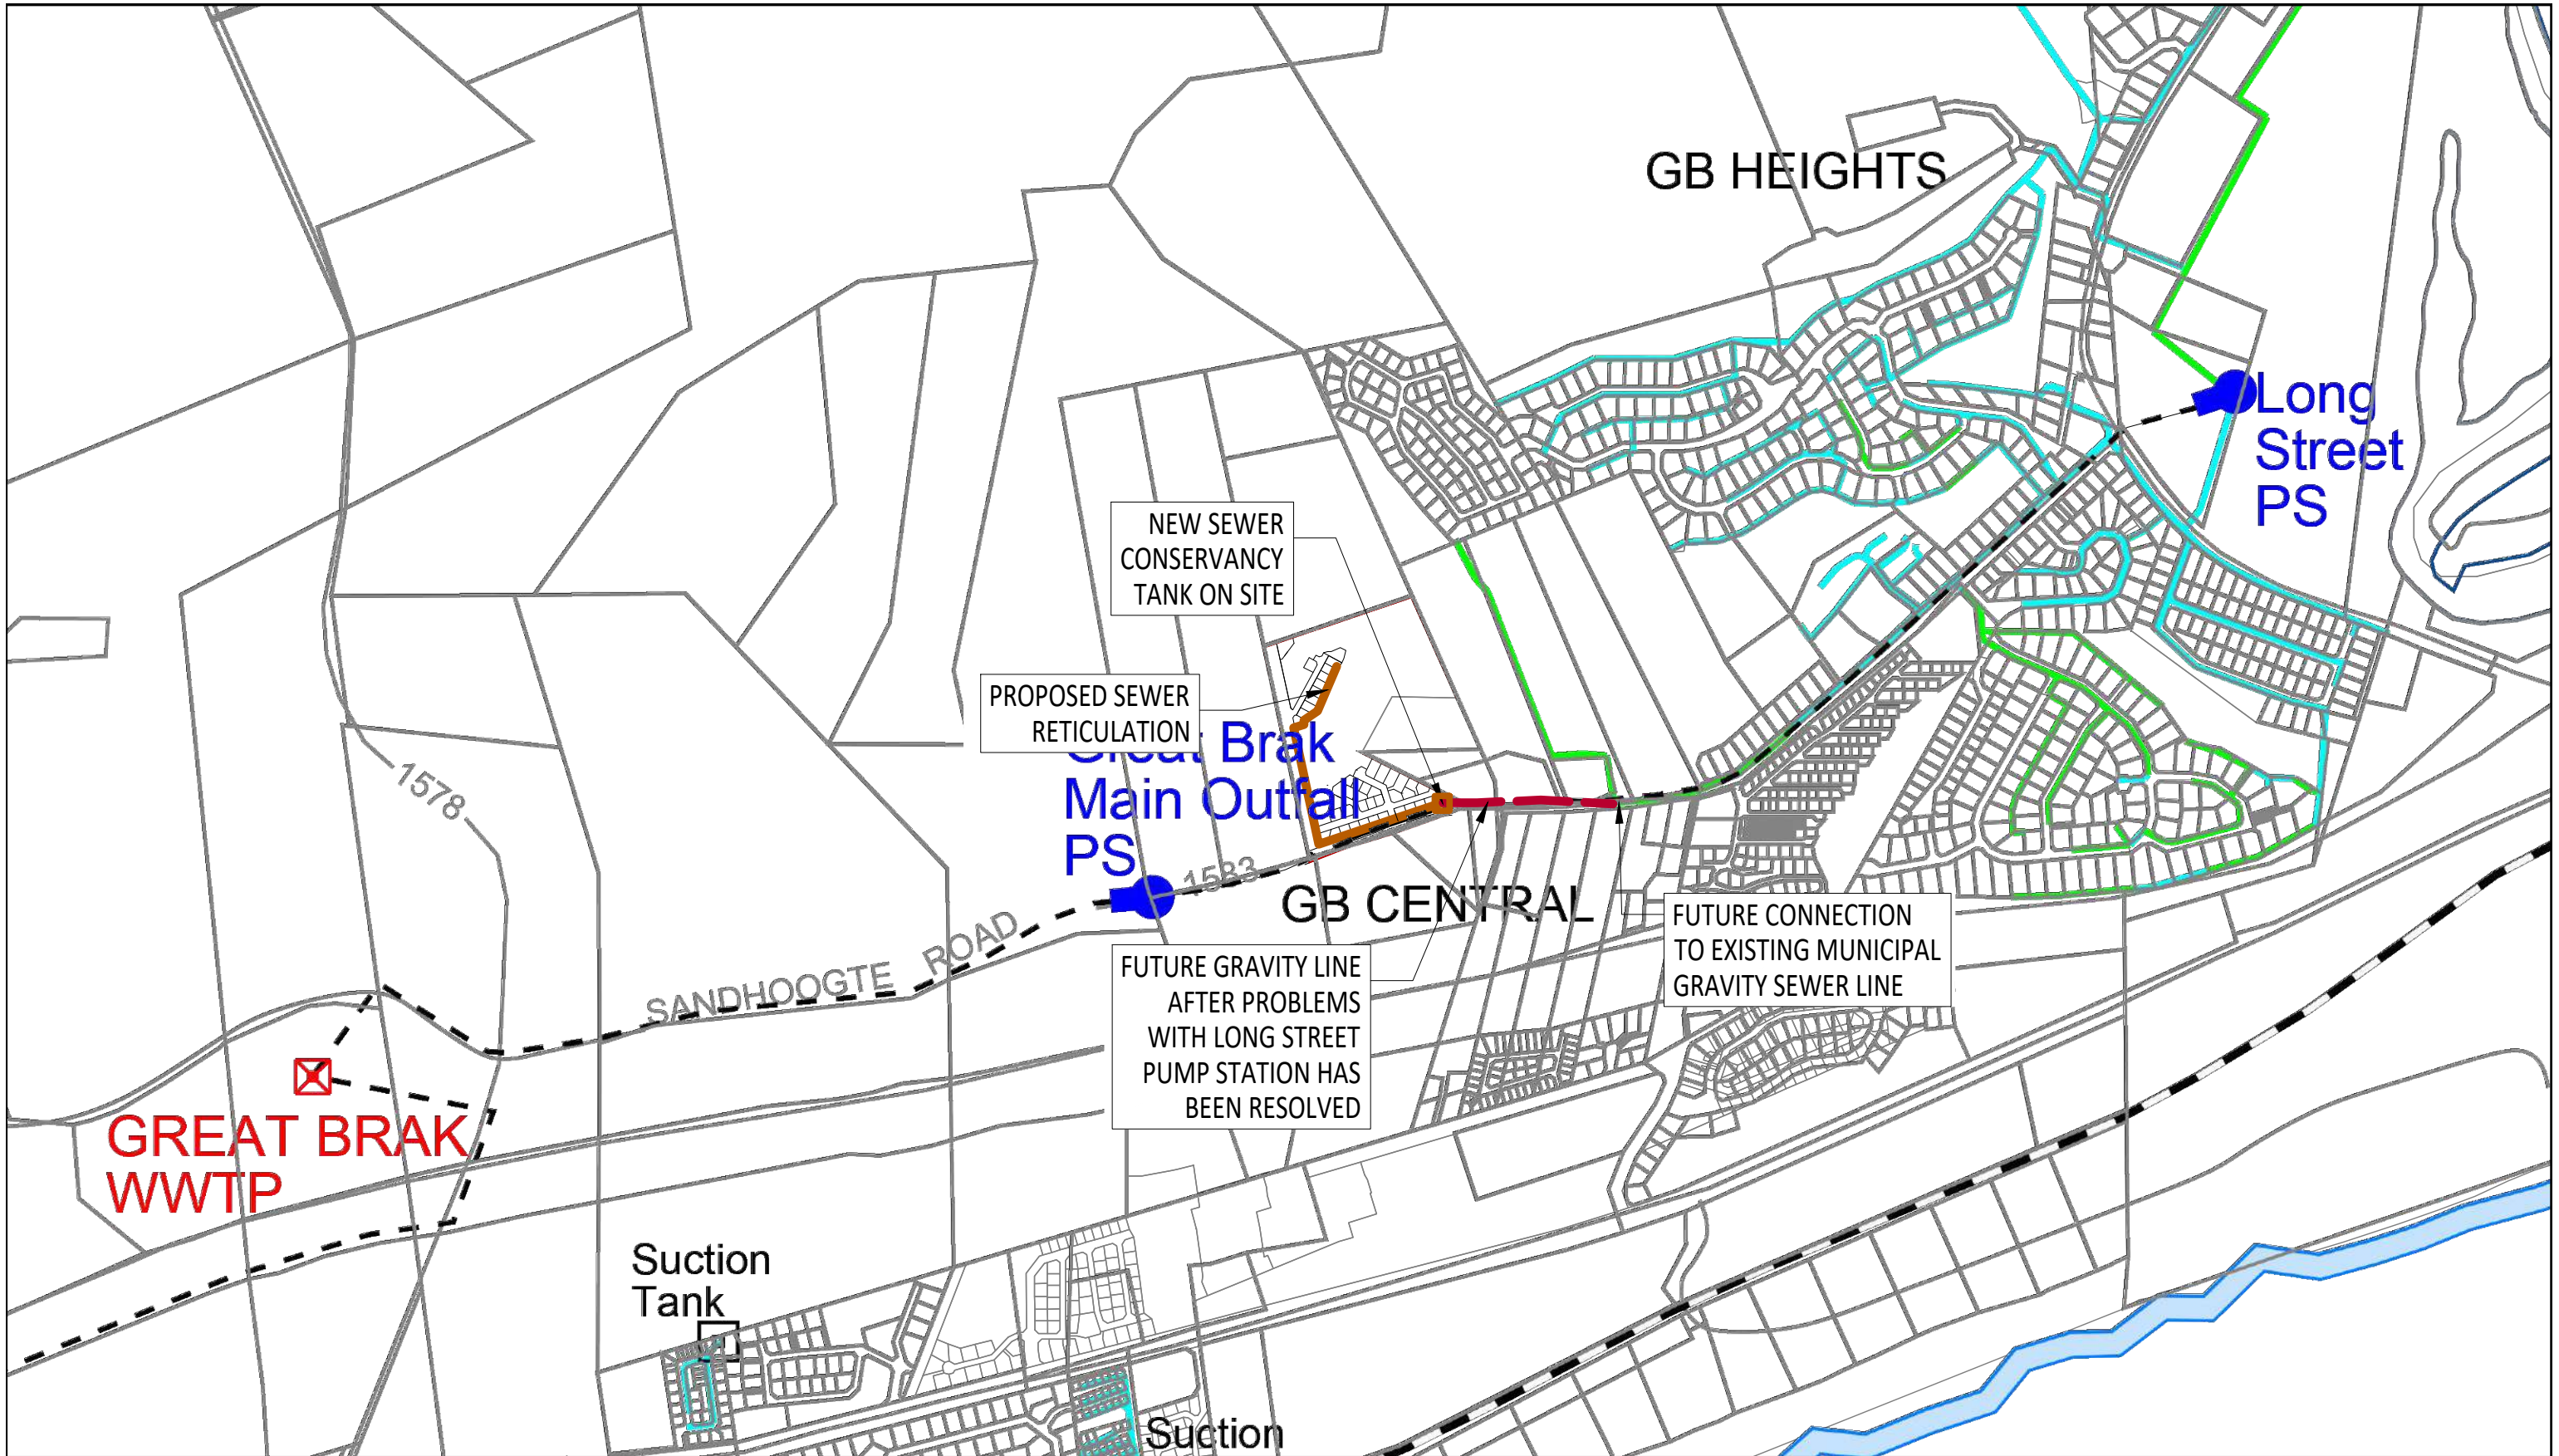 GB HEIGHTS
Long
Street
PS
NEW SEWER
CONSERVANCY
TANK ON SITE
PROPOSED SEWER
RETICULATION
Great Brak
Main Outfall
PS
1578
1583
GB CENTRAL
SANDHOOGTE ROAD
FUTURE CONNECTION
TO EXISTING MUNICIPAL
GRAVITY SEWER LINE
FUTURE GRAVITY LINE
AFTER PROBLEMS
WITH LONG STREET
PUMP STATION HAS
BEEN RESOLVED
GREAT BRAK
WWTP
Suction
Tank
Suction